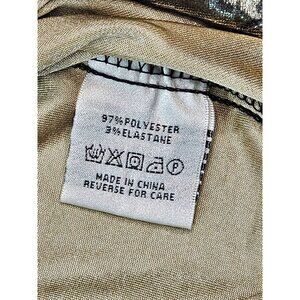 97% POLYESTER
3% ELASTANE
MADE IN CHINA
REVERSE FOR CARE